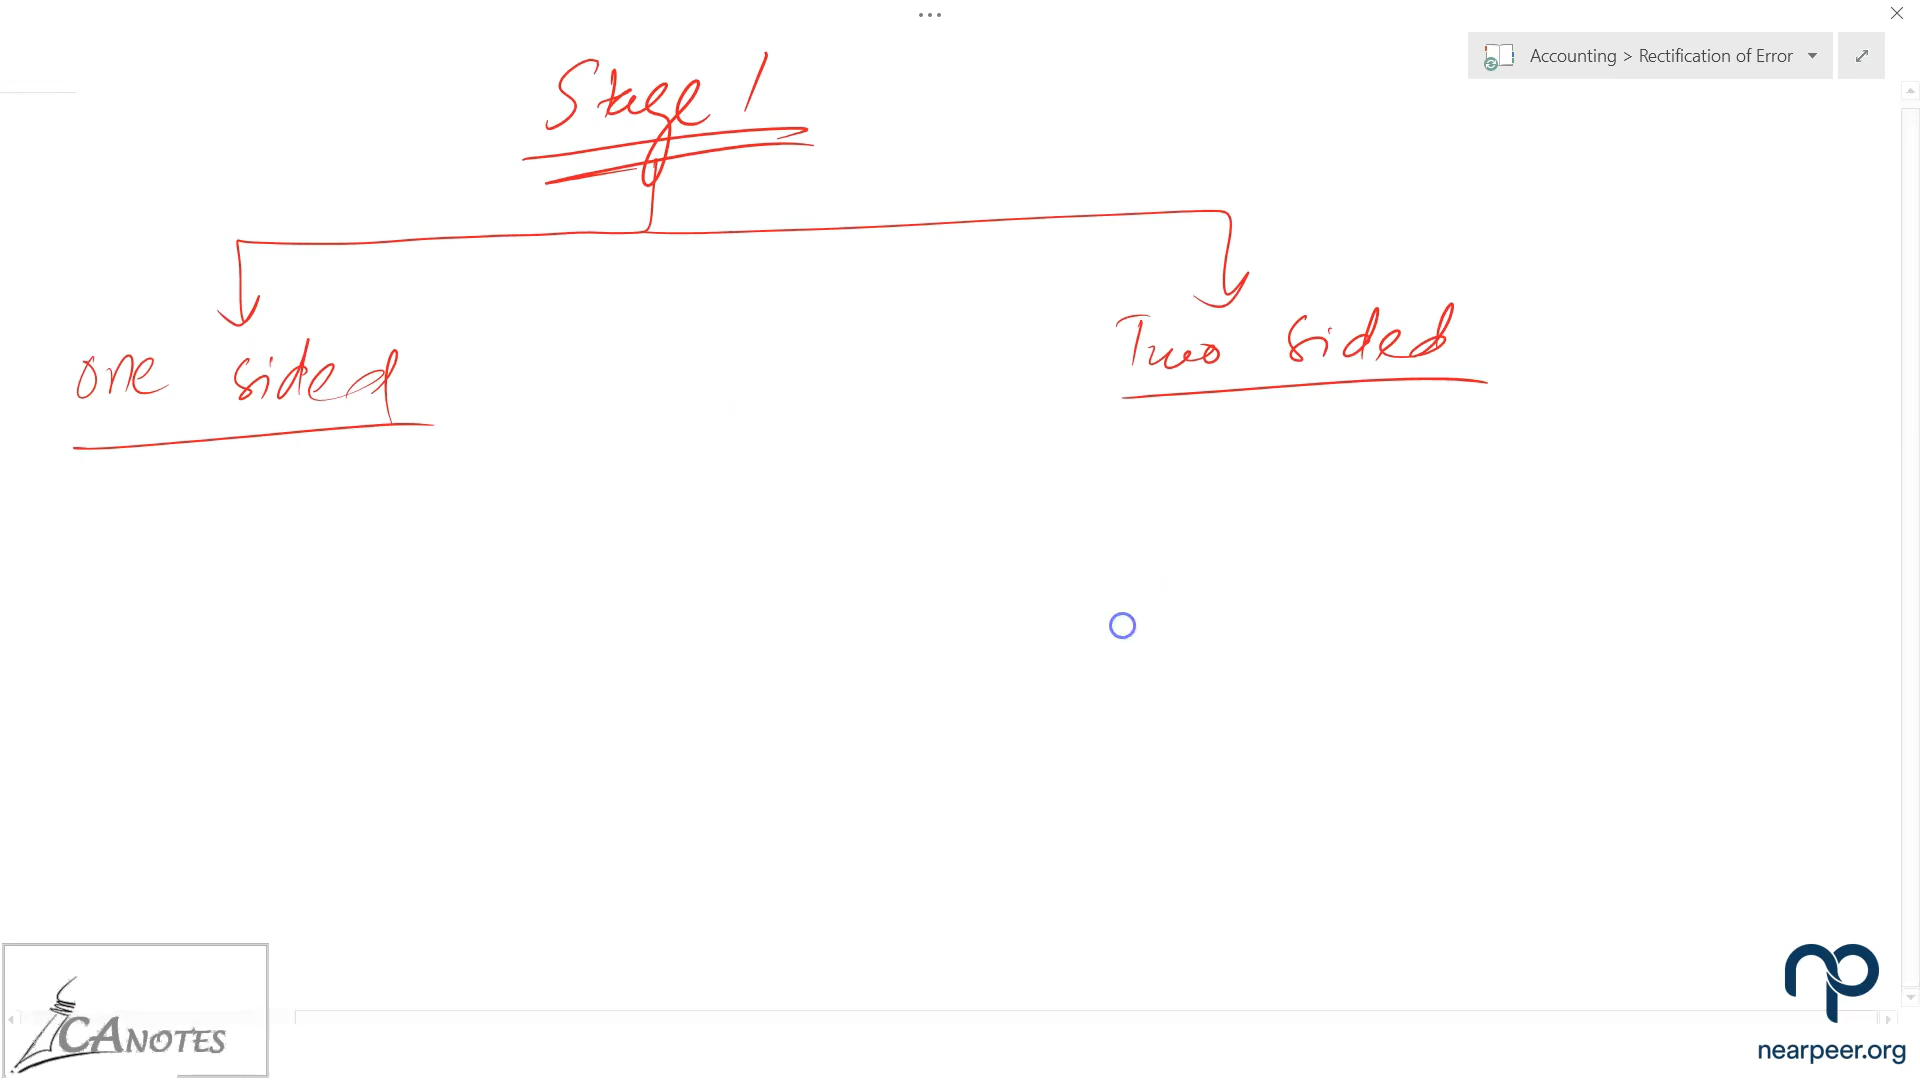 Accounting > Rectification of Error
Stage 1
one sided
Two sided
CANOTES
nearpeer.org